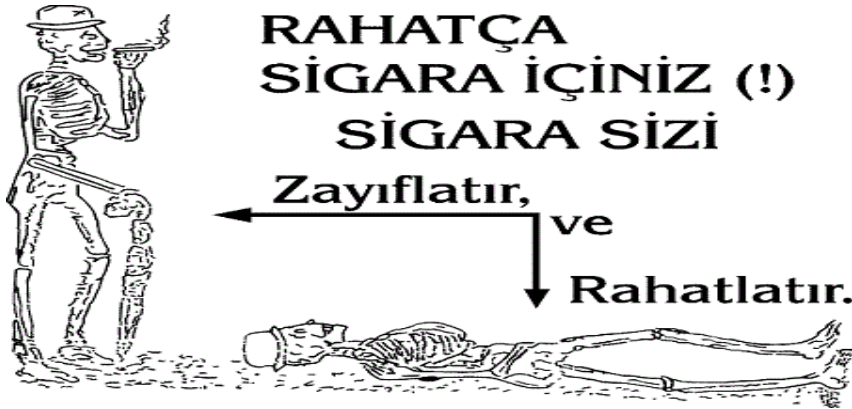 RAHATÇA
SİGARA İÇİNİZ (!)
SİGARA SİZİ
Zayıflatır,
ve
Rahatlatır.